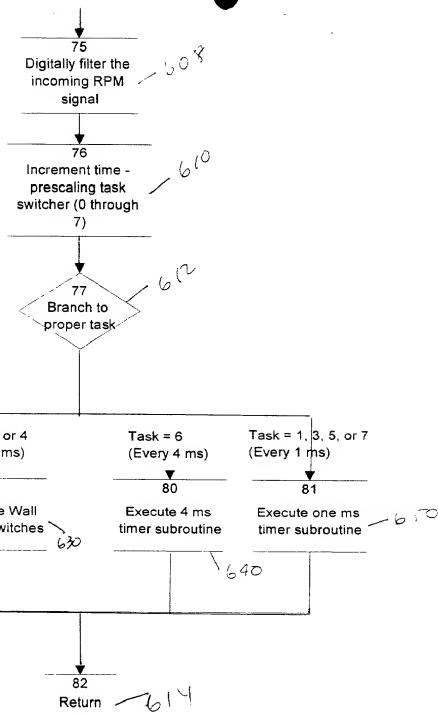 75
Digitally filter the
incoming RPM
signal
608
76
Increment time -
prescaling task
switcher (0 through
7)
610
77
Branch to
proper task
612
or 4
ms)
Task = 6
(Every 4 ms)
Task = 1, 3, 5, or 7
(Every 1 ms)
e Wall
witches
630
80
Execute 4 ms
timer subroutine
640
81
Execute one ms
timer subroutine
650
82
Return
614